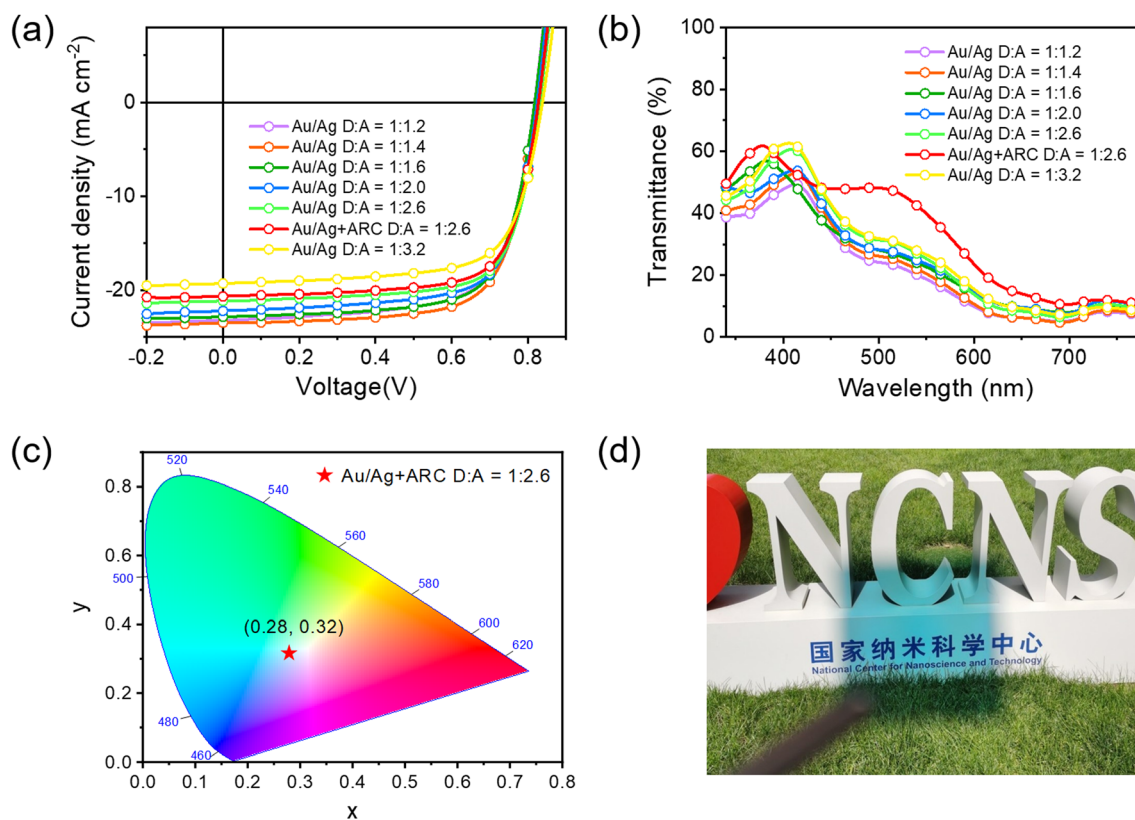 (a)
Current density (mA cm⁻²)
0
-10
-20
Au/Ag D:A = 1:1.2
Au/Ag D:A = 1:1.4
Au/Ag D:A = 1:1.6
Au/Ag D:A = 1:2.0
Au/Ag D:A = 1:2.6
Au/Ag+ARC D:A = 1:2.6
Au/Ag D:A = 1:3.2
-0.2 0.0 0.2 0.4 0.6 0.8
Voltage(V)
(b)
Transmittance (%)
100
80
60
40
20
0
Au/Ag D:A = 1:1.2
Au/Ag D:A = 1:1.4
Au/Ag D:A = 1:1.6
Au/Ag D:A = 1:2.0
Au/Ag D:A = 1:2.6
Au/Ag+ARC D:A = 1:2.6
Au/Ag D:A = 1:3.2
400 500 600 700
Wavelength (nm)
(c)
y
0.8
0.6
0.4
0.2
0.0
Au/Ag+ARC D:A = 1:2.6
520
540
560
580
600
620
500
480
460
(0.28, 0.32)
0.0 0.1 0.2 0.3 0.4 0.5 0.6 0.7 0.8
x
(d)
NCNS
国家纳米科学中心
National Center for Nanoscience and Technology